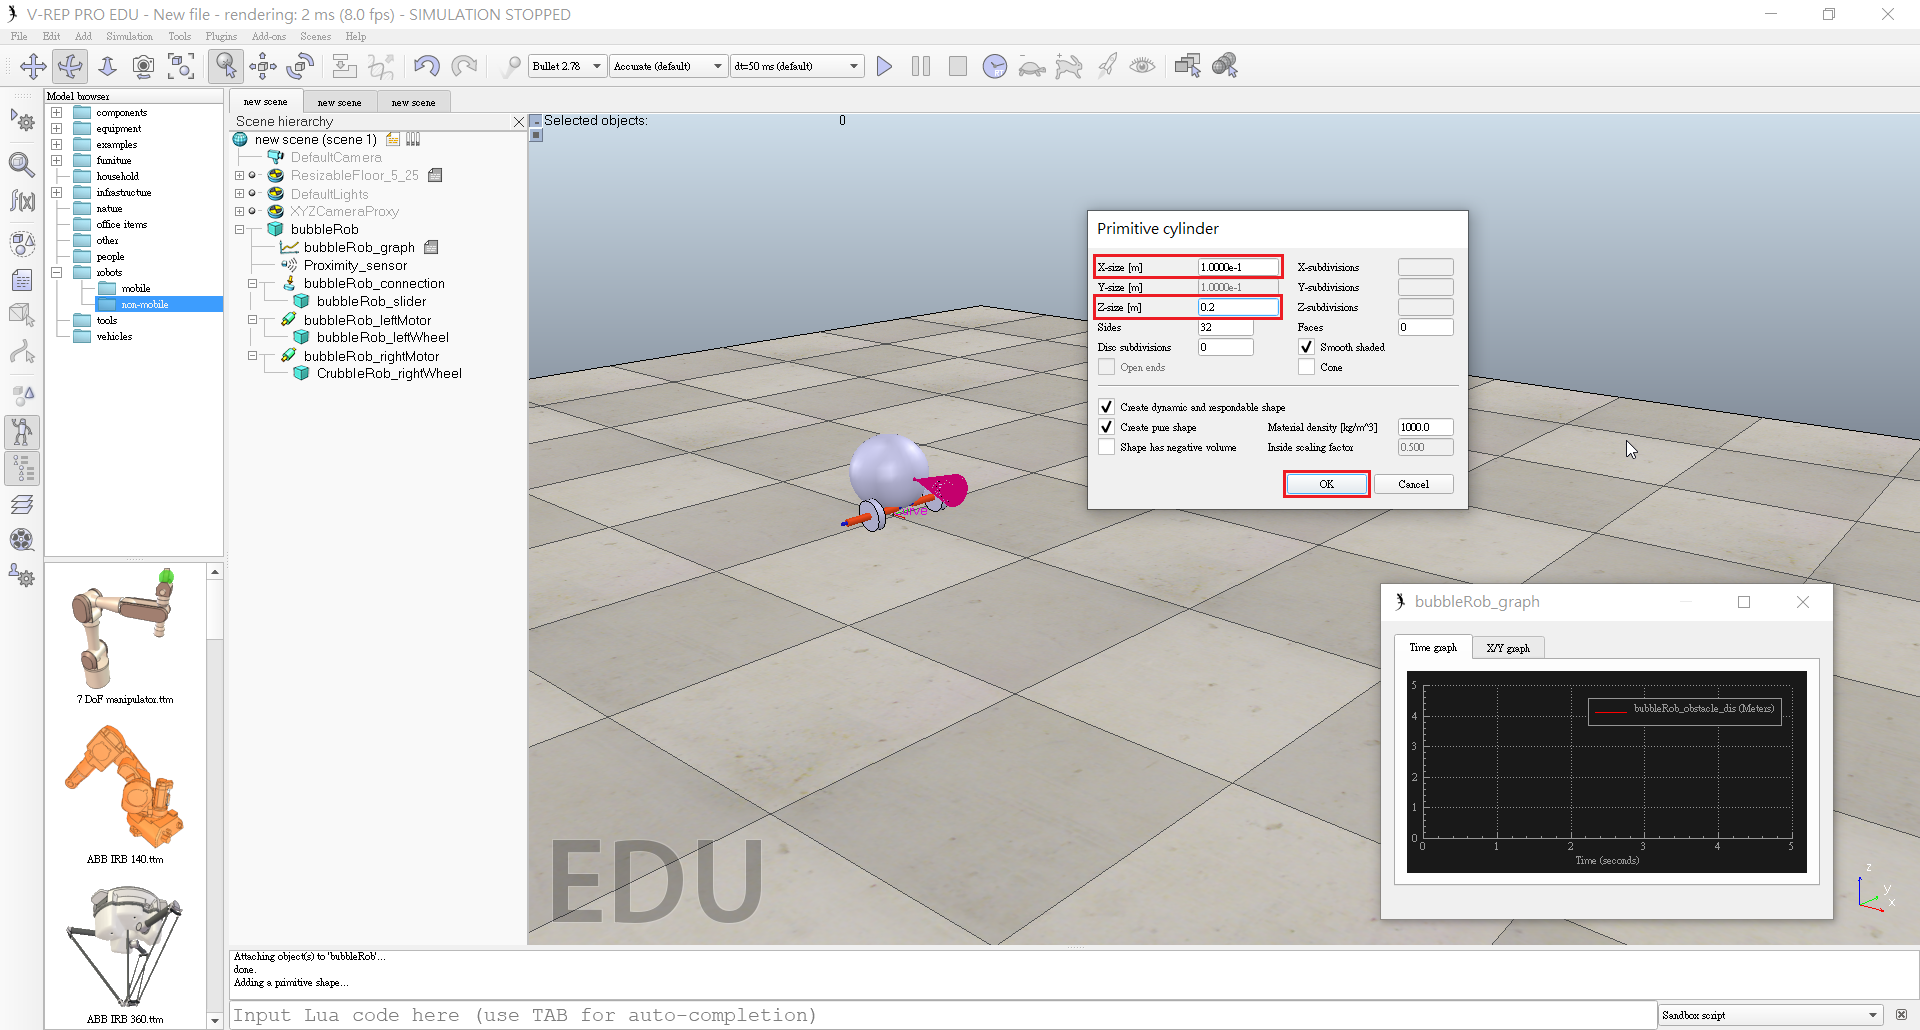 V-REP PRO EDU - New file - rendering: 2 ms (8.0 fps) - SIMULATION STOPPED
File Edit Add Simulation Tools Plugins Add-ons Scenes Help
Bullet 2.78 Accurate (default) dt=50 ms (default)
Model browser
components
equipment
examples
furniture
household
infrastructure
nature
office items
other
people
robots
mobile
non-mobile
tools
vehicles
7 DoF manipulator.ttm
ABB IRB 140.ttm
ABB IRB 360.ttm
new scene new scene new scene
Scene hierarchy
new scene (scene 1)
DefaultCamera
ResizableFloor_5_25
DefaultLights
XYZCameraProxy
bubbleRob
bubbleRob_graph
Proximity_sensor
bubbleRob_connection
bubbleRob_slider
bubbleRob_leftMotor
bubbleRob_leftWheel
bubbleRob_rightMotor
CrubbleRob_rightWheel
Selected objects: 0
EDU
Primitive cylinder
X-size [m] 1.0000e-1 X-subdivisions
Y-size [m] 1.0000e-1 Y-subdivisions
Z-size [m] 0.2 Z-subdivisions
Sides 32 Faces 0
Disc subdivisions 0 Smooth shaded
Open ends Cone
Create dynamic and respondable shape
Create pure shape Material density [kg/m^3] 1000.0
Shape has negative volume Inside scaling factor 0.500
OK Cancel
bubbleRob_graph
Time graph X/Y graph
bubbleRob_obstacle_dis (Meters)
5
4
3
2
1
0
0 1 2 3 4 5
Time (seconds)
z
y
x
Attaching object(s) to 'bubbleRob'...
done.
Adding a primitive shape...
Input Lua code here (use TAB for auto-completion)
Sandbox script